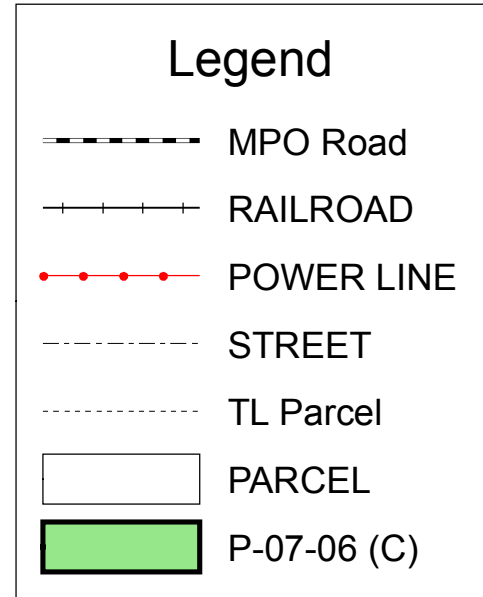 Legend
MPO Road
RAILROAD
POWER LINE
STREET
TL Parcel
PARCEL
P-07-06 (C)